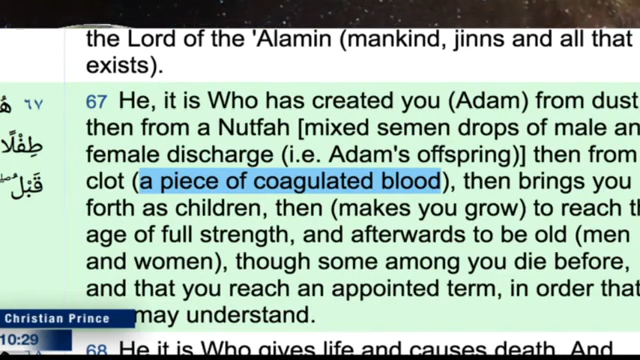 the Lord of the 'Alamin (mankind, jinns and all that
exists).
٦٧
67 He, it is Who has created you (Adam) from dust
then from a Nutfah [mixed semen drops of male an
طِفْلًا
female discharge (i.e. Adam's offspring)] then from
قَبْلُ
clot (a piece of coagulated blood), then brings you
forth as children, then (makes you grow) to reach th
age of full strength, and afterwards to be old (men
and women), though some among you die before,
and that you reach an appointed term, in order that
may understand.
Christian Prince
10:29
68 He it is Who gives life and causes death. And